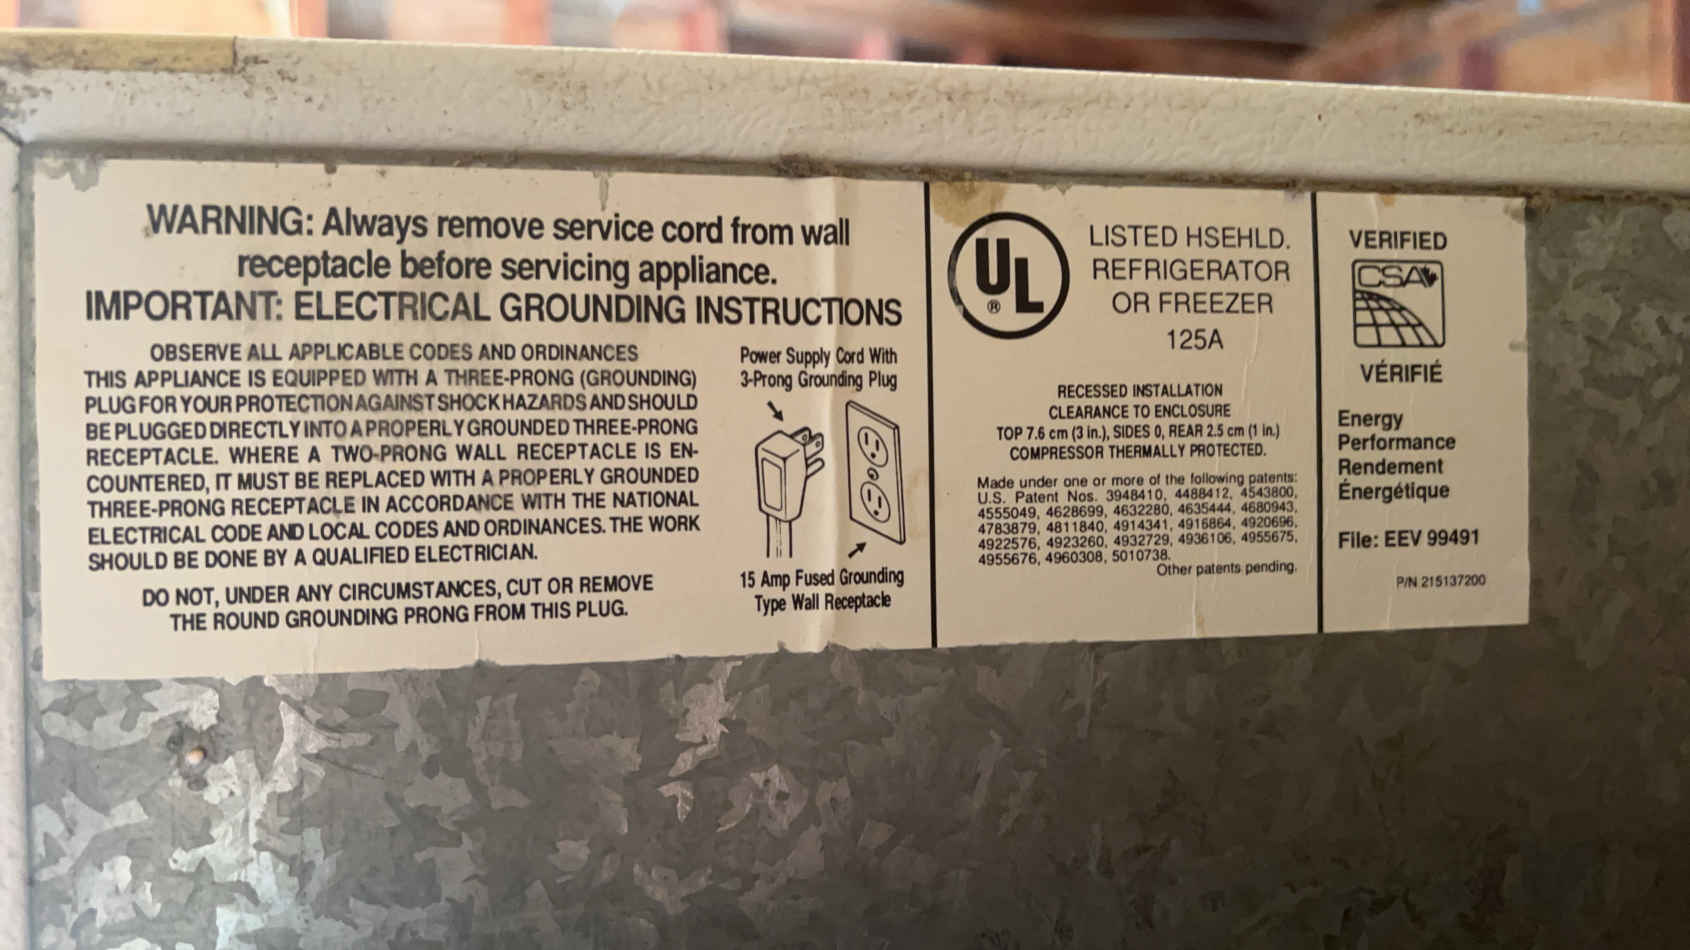 WARNING: Always remove service cord from wall
receptacle before servicing appliance.
IMPORTANT: ELECTRICAL GROUNDING INSTRUCTIONS
OBSERVE ALL APPLICABLE CODES AND ORDINANCES
THIS APPLIANCE IS EQUIPPED WITH A THREE-PRONG (GROUNDING)
PLUG FOR YOUR PROTECTION AGAINST SHOCK HAZARDS AND SHOULD
BE PLUGGED DIRECTLY INTO A PROPERLY GROUNDED THREE-PRONG
RECEPTACLE. WHERE A TWO-PRONG WALL RECEPTACLE IS EN-
COUNTERED, IT MUST BE REPLACED WITH A PROPERLY GROUNDED
THREE-PRONG RECEPTACLE IN ACCORDANCE WITH THE NATIONAL
ELECTRICAL CODE AND LOCAL CODES AND ORDINANCES. THE WORK
SHOULD BE DONE BY A QUALIFIED ELECTRICIAN.
DO NOT, UNDER ANY CIRCUMSTANCES, CUT OR REMOVE
THE ROUND GROUNDING PRONG FROM THIS PLUG.
Power Supply Cord With
3-Prong Grounding Plug
15 Amp Fused Grounding
Type Wall Receptacle
UL
®
LISTED HSEHLD.
REFRIGERATOR
OR FREEZER
125A
RECESSED INSTALLATION
CLEARANCE TO ENCLOSURE
TOP 7.6 cm (3 in.), SIDES 0, REAR 2.5 cm (1 in.)
COMPRESSOR THERMALLY PROTECTED.
Made under one or more of the following patents:
U.S. Patent Nos. 3948410, 4488412, 4543800,
4555049, 4628699, 4632280, 4635444, 4680943,
4783879, 4811840, 4914341, 4916864, 4920696,
4922576, 4923260, 4932729, 4936106, 4955675,
4955676, 4960308, 5010738.
Other patents pending.
VERIFIED
CSA
VÉRIFIÉ
Energy
Performance
Rendement
Énergétique
File: EEV 99491
P/N 215137200